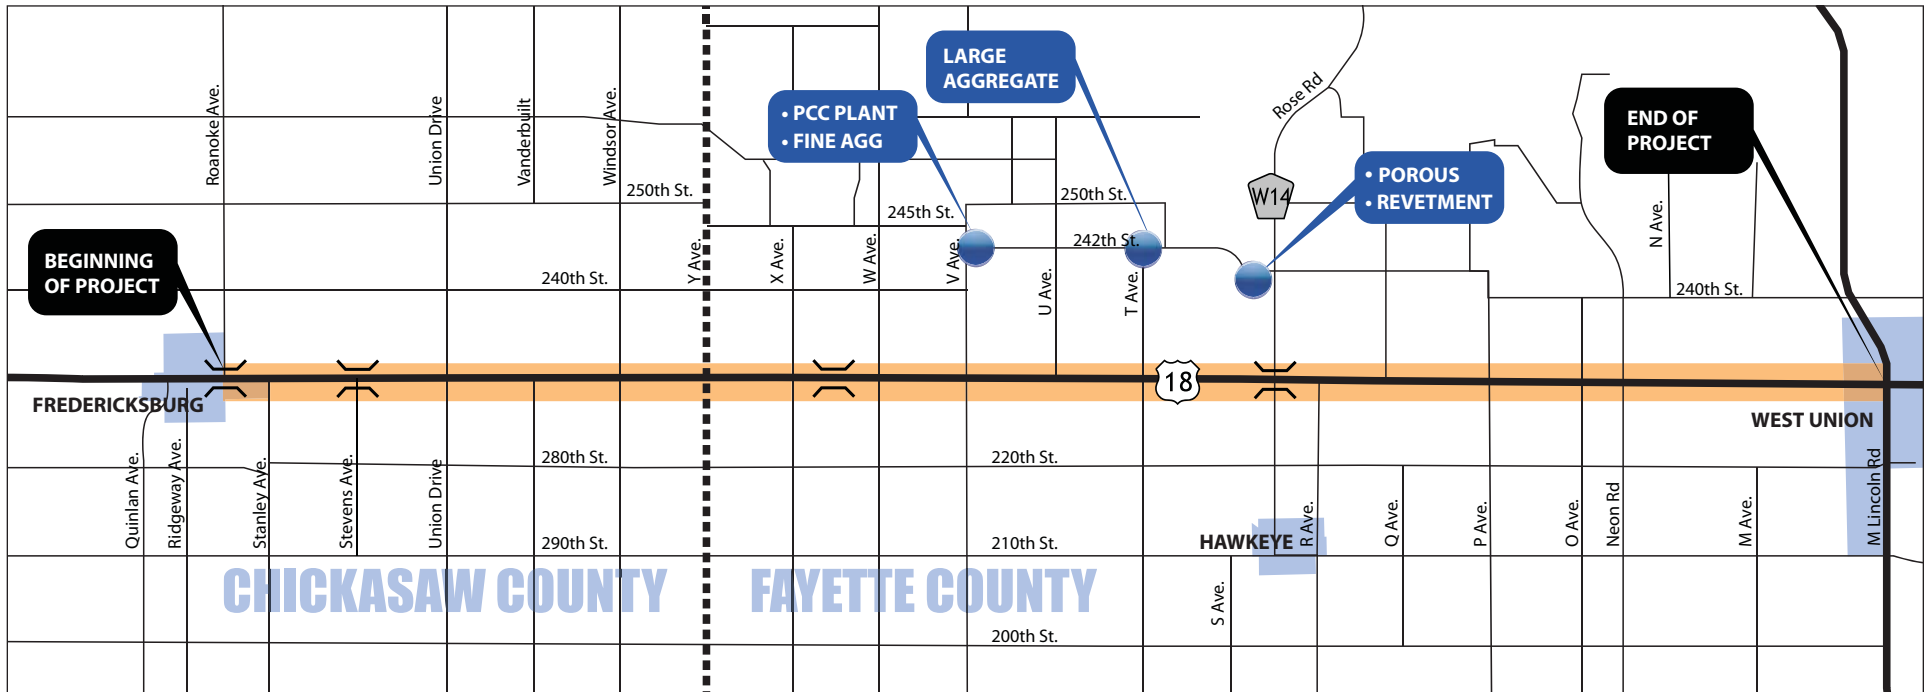 LARGE
AGGREGATE
• PCC PLANT
• FINE AGG
END OF
PROJECT
• POROUS
• REVETMENT
BEGINNING
OF PROJECT
Roanoke Ave.
Union Drive
Vanderbuilt
Windsor Ave.
Rose Rd
W14
250th St.
250th St.
245th St.
242th St.
240th St.
240th St.
Y Ave.
X Ave.
W Ave.
V Ave.
U Ave.
T Ave.
N Ave.
18
FREDERICKSBURG
WEST UNION
280th St.
220th St.
Quinlan Ave.
Ridgeway Ave.
Stanley Ave.
Stevens Ave.
Union Drive
290th St.
210th St.
HAWKEYE
R Ave.
Q Ave.
P Ave.
O Ave.
Neon Rd
M Ave.
M Lincoln Rd
CHICKASAW COUNTY
FAYETTE COUNTY
S Ave.
200th St.